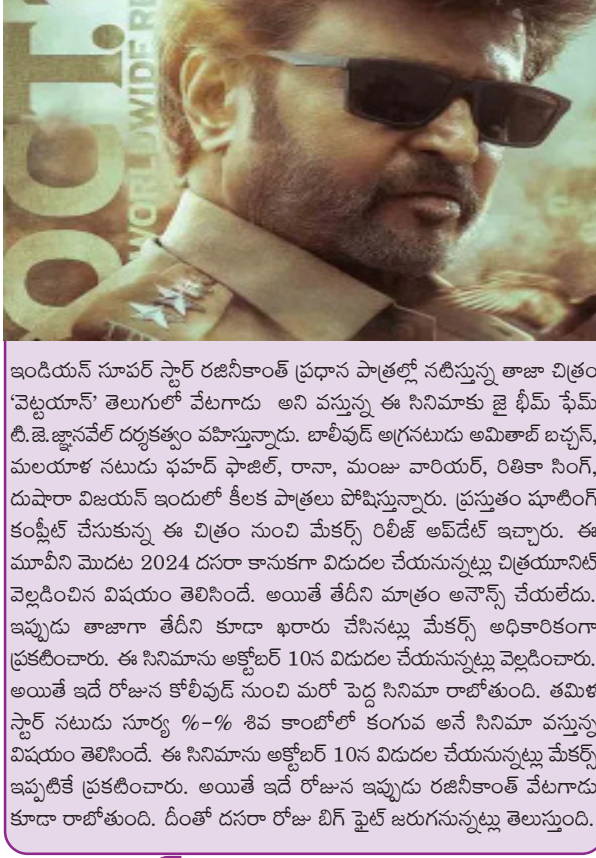 OCT.
WORLDWIDE RE
ఇండియన్ సూపర్ స్టార్ రజినీకాంత్ ప్రధాన పాత్రల్లో నటిస్తున్న తాజా చిత్రం
‘వెట్టయాన్’ తెలుగులో వేటగాడు అని వస్తున్న ఈ సినిమాకు జై భీమ్ ఫేమ్
టి.జె.జ్ఞానవేల్ దర్శకత్వం వహిస్తున్నాడు. బాలీవుడ్ అగ్రనటుడు అమితాబ్ బచ్చన్,
మలయాళ నటుడు ఫహద్ ఫాజిల్, రానా, మంజు వారియర్, రితికా సింగ్,
దుషారా విజయన్ ఇందులో కీలక పాత్రలు పోషిస్తున్నారు. ప్రస్తుతం షూటింగ్
కంప్లీట్ చేసుకున్న ఈ చిత్రం నుంచి మేకర్స్ రిలీజ్ అప్‌డేట్ ఇచ్చారు. ఈ
మూవీని మొదట 2024 దసరా కానుకగా విడుదల చేయనున్నట్లు చిత్రయూనిట్
వెల్లడించిన విషయం తెలిసిందే. అయితే తేదీని మాత్రం అనౌన్స్ చేయలేదు.
ఇప్పుడు తాజాగా తేదీని కూడా ఖరారు చేసినట్లు మేకర్స్ అధికారికంగా
ప్రకటించారు. ఈ సినిమాను అక్టోబర్ 10న విడుదల చేయనున్నట్లు వెల్లడించారు.
అయితే ఇదే రోజున కోలీవుడ్ నుంచి మరో పెద్ద సినిమా రాబోతుంది. తమిళ
స్టార్ నటుడు సూర్య %-% శివ కాంబోలో కంగువ అనే సినిమా వస్తున్న
విషయం తెలిసిందే. ఈ సినిమాను అక్టోబర్ 10న విడుదల చేయనున్నట్లు మేకర్స్
ఇప్పటికే ప్రకటించారు. అయితే ఇదే రోజున ఇప్పుడు రజినీకాంత్ వేటగాడు
కూడా రాబోతుంది. దీంతో దసరా రోజు బిగ్ ఫైట్ జరుగనున్నట్లు తెలుస్తుంది.